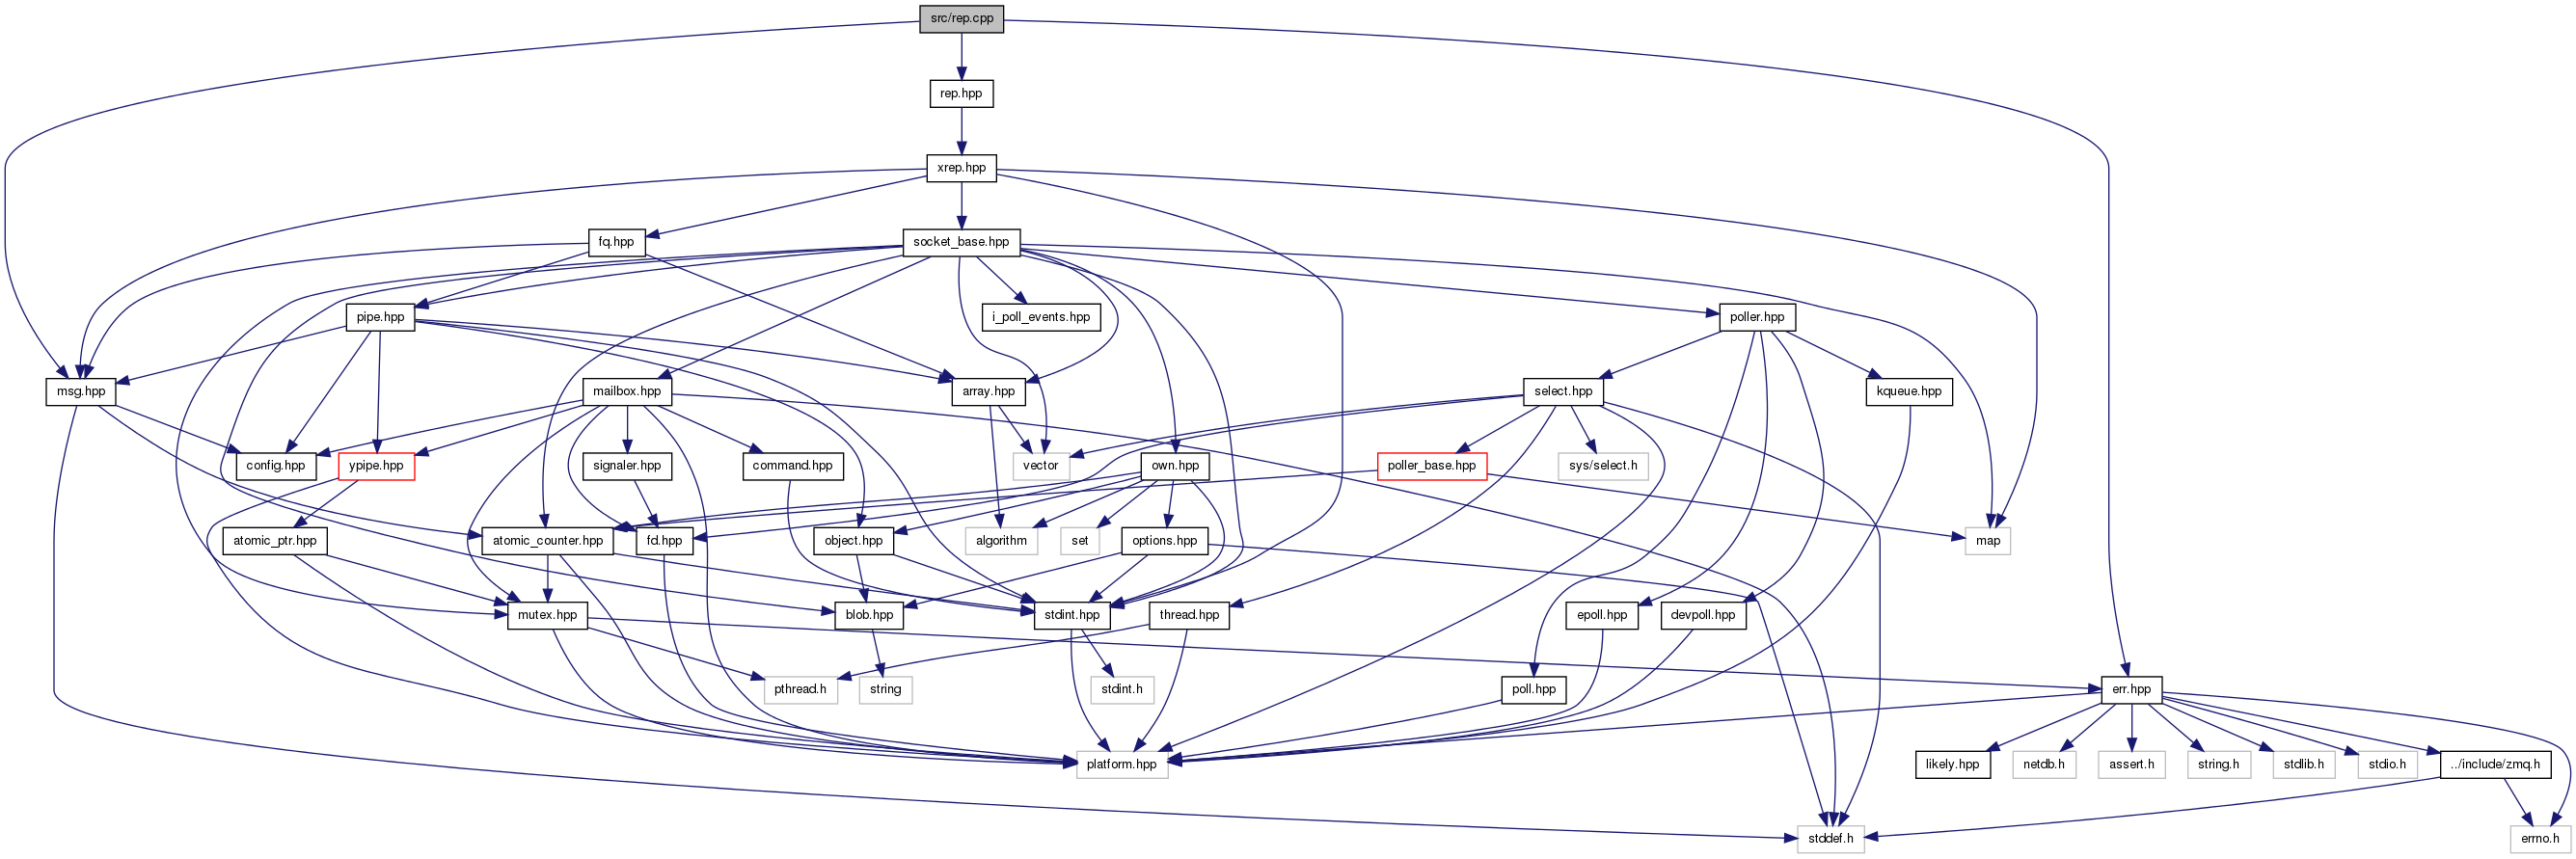 src/rep.cpp
rep.hpp
xrep.hpp
fq.hpp
socket_base.hpp
pipe.hpp
i_poll_events.hpp
poller.hpp
msg.hpp
mailbox.hpp
array.hpp
select.hpp
kqueue.hpp
config.hpp
ypipe.hpp
signaler.hpp
command.hpp
vector
own.hpp
poller_base.hpp
sys/select.h
atomic_ptr.hpp
atomic_counter.hpp
fd.hpp
object.hpp
algorithm
set
options.hpp
map
mutex.hpp
blob.hpp
stdint.hpp
thread.hpp
epoll.hpp
devpoll.hpp
pthread.h
string
stdint.h
poll.hpp
err.hpp
platform.hpp
likely.hpp
netdb.h
assert.h
string.h
stdlib.h
stdio.h
../include/zmq.h
stddef.h
errno.h